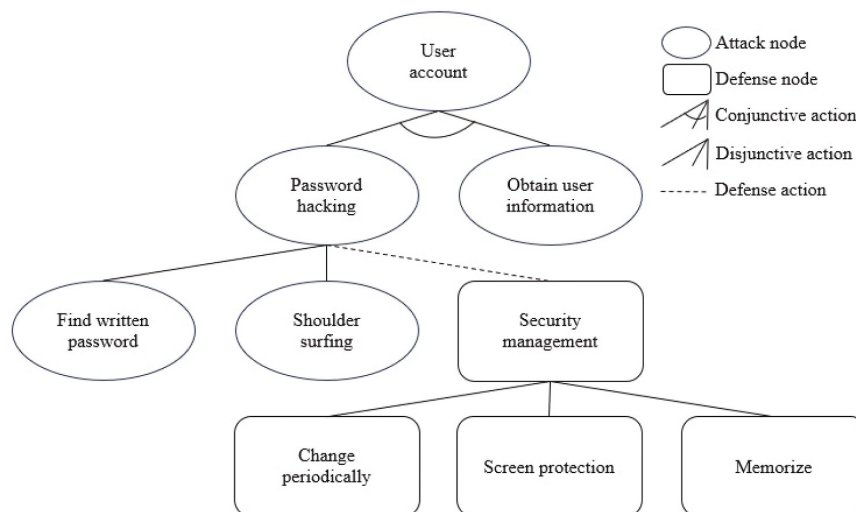 User
account
Attack node
Defense node
Conjunctive action
Disjunctive action
Defense action
Password
hacking
Obtain user
information
Find written
password
Shoulder
surfing
Security
management
Change
periodically
Screen protection
Memorize